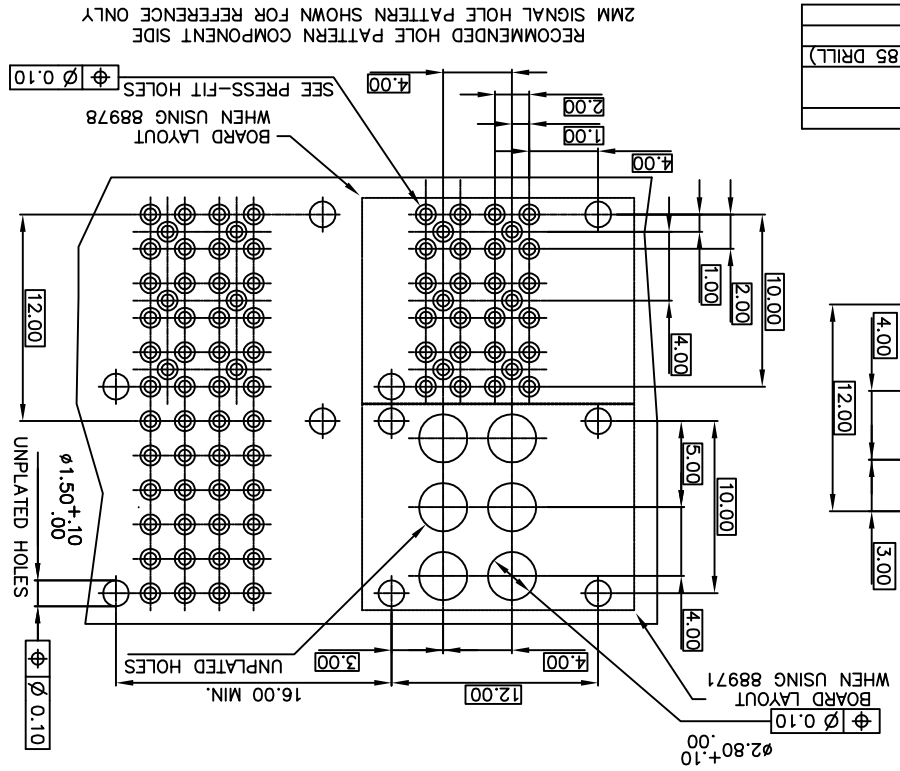 Ø2.80+.10
.00
⌖ Ø 0.10
BOARD LAYOUT
WHEN USING 88971
12.00
16.00 MIN.
4.00
3.00
UNPLATED HOLES
⌖ Ø 0.10
4.00
5.00
10.00
Ø1.50+.10
.00
UNPLATED HOLES
3.00
12.00
4.00
12.00
4.00
10.00
2.00
1.00
4.00
1.00
2.00
4.00
BOARD LAYOUT
WHEN USING 88978
SEE PRESS-FIT HOLES
⌖ Ø 0.10
85 DRILL)
RECOMMENDED HOLE PATTERN COMPONENT SIDE
2MM SIGNAL HOLE PATTERN SHOWN FOR REFERENCE ONLY